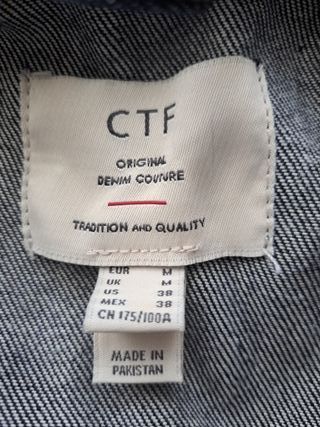 CTF
ORIGINAL
DENIM COUTURE
TRADITION AND QUALITY
EUR M
UK M
US 38
MEX 38
CN 175/100A
MADE IN
PAKISTAN